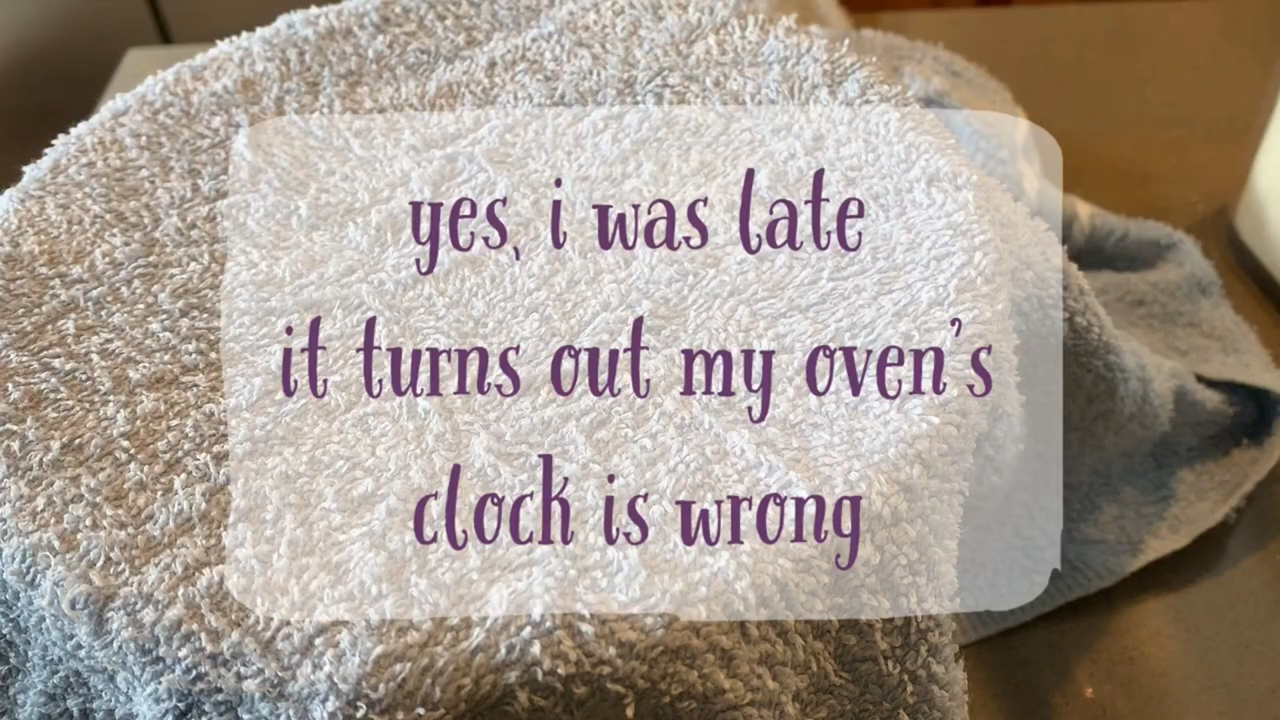 yes, i was late
it turns out my oven's
clock is wrong